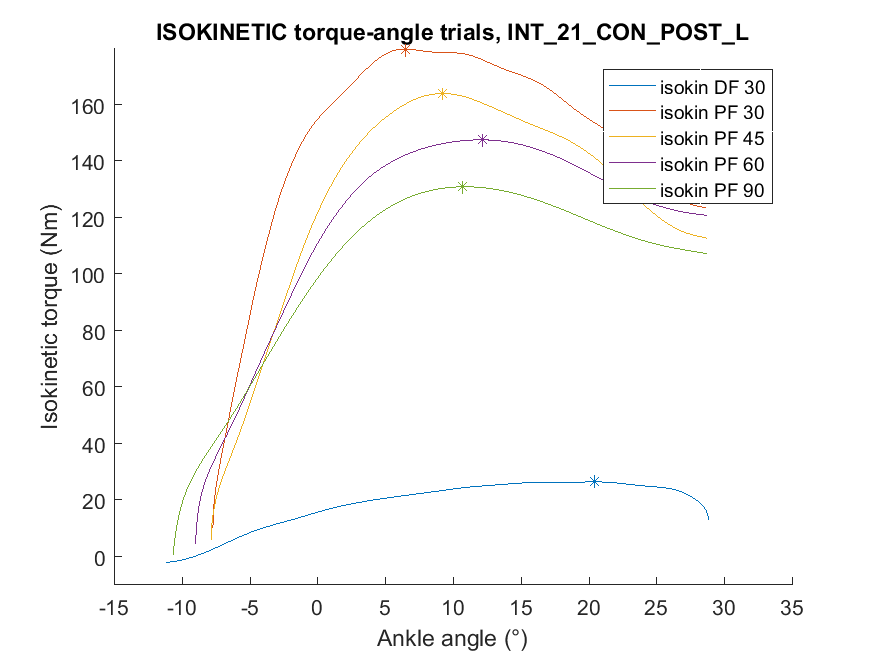 ISOKINETIC torque-angle trials, INT_21_CON_POST_L
isokin DF 30
isokin PF 30
isokin PF 45
isokin PF 60
isokin PF 90
Isokinetic torque (Nm)
160
140
120
100
80
60
40
20
0
-15 -10 -5 0 5 10 15 20 25 30 35
Ankle angle (°)